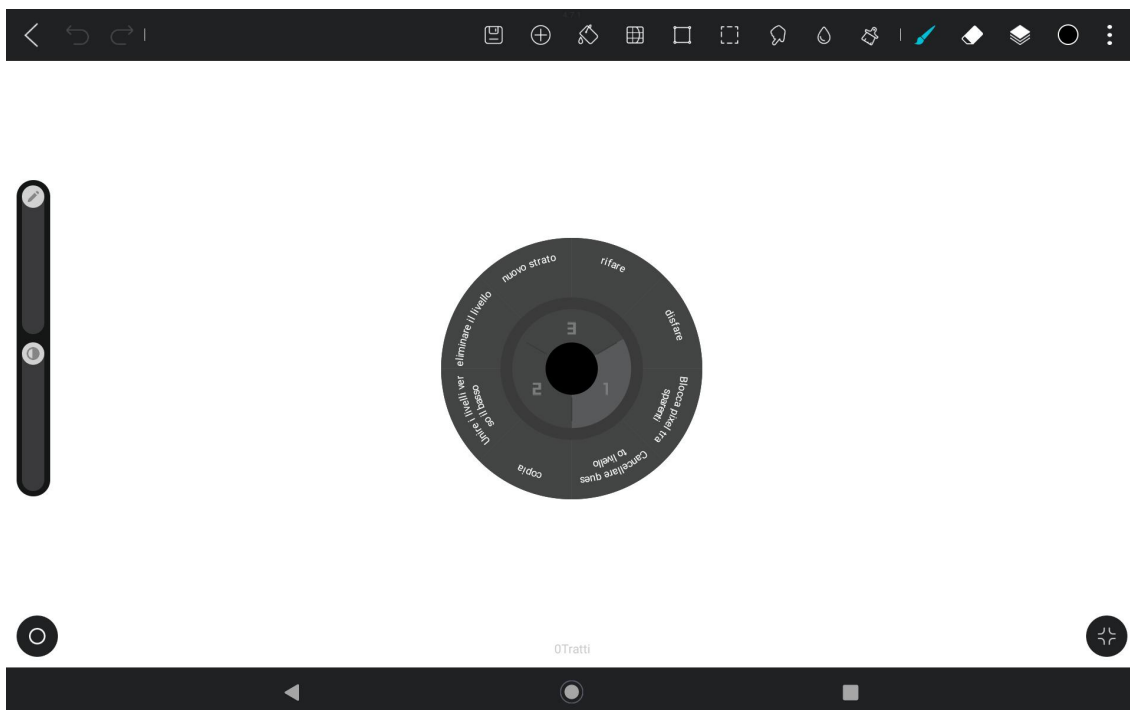 nuovo strato
rifare
disfare
Blocca pixel tra
sparenti
Cancellare ques
to livello
copia
Unire i livelli ver
so il basso
eliminare il livello
3
1
2
0Tratti